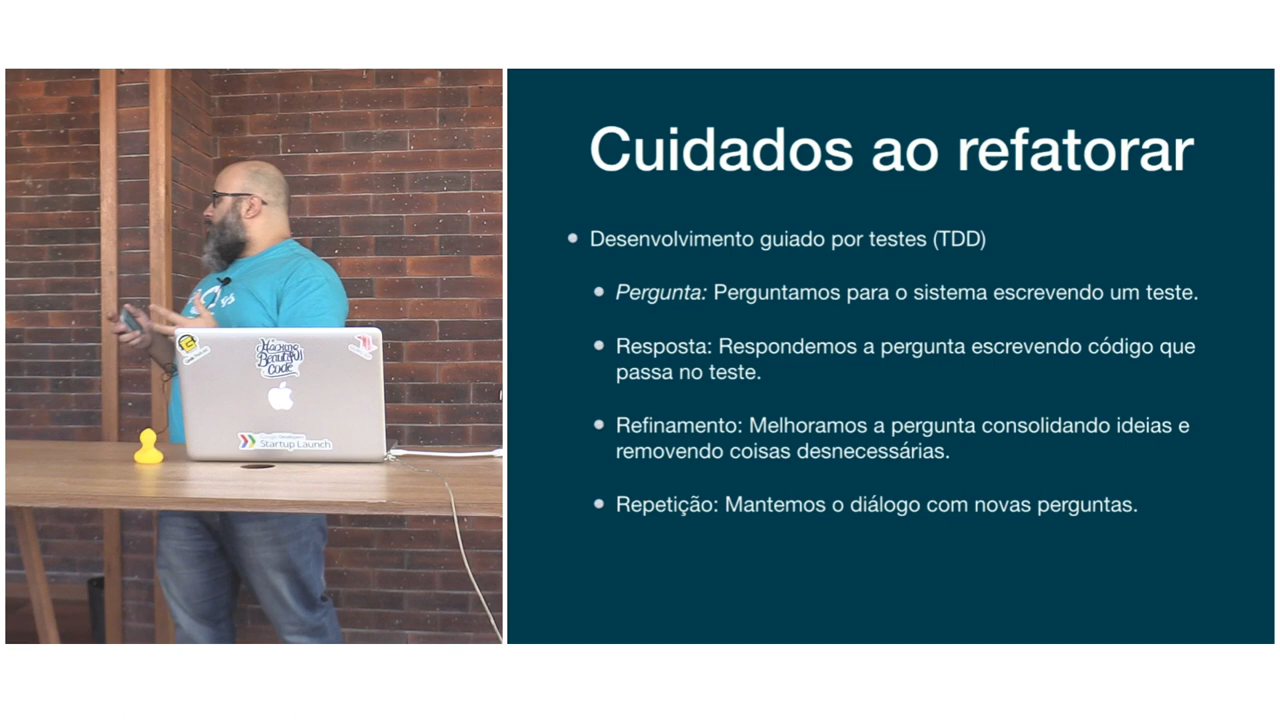 Hacking
Beautiful
Code
Startup Launch
Cuidados ao refatorar
Desenvolvimento guiado por testes (TDD)
Pergunta: Perguntamos para o sistema escrevendo um teste.
Resposta: Respondemos a pergunta escrevendo código que
passa no teste.
Refinamento: Melhoramos a pergunta consolidando ideias e
removendo coisas desnecessárias.
Repetição: Mantemos o diálogo com novas perguntas.